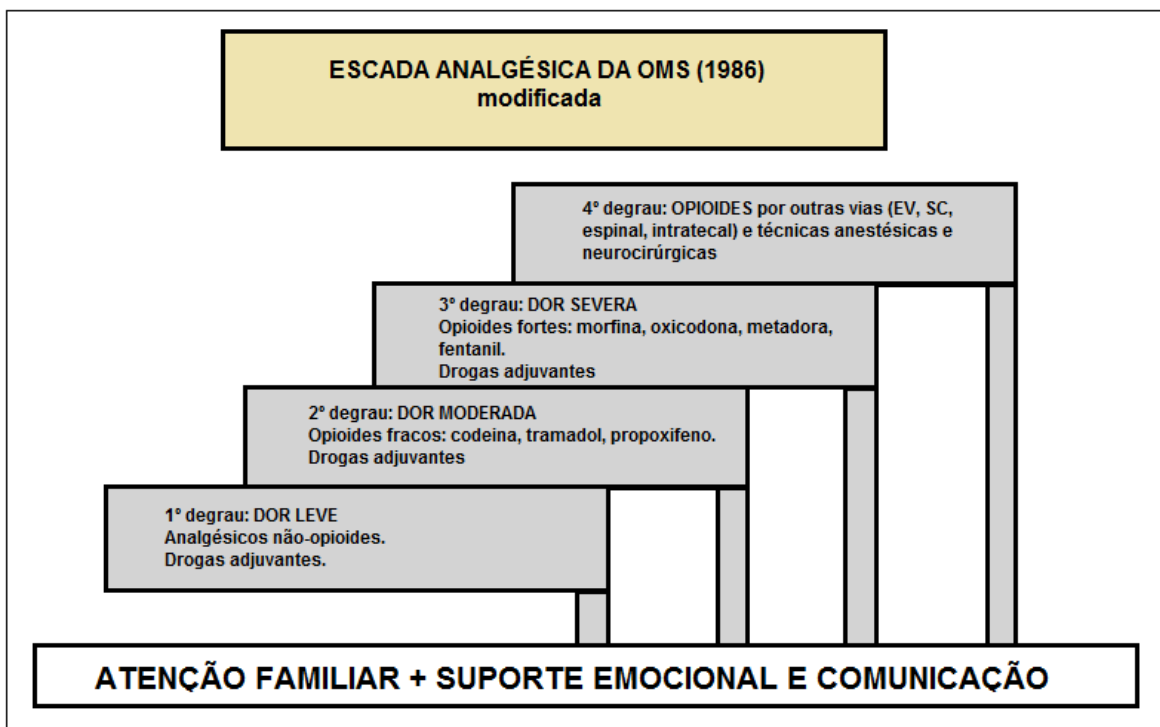 ESCADA ANALGÉSICA DA OMS (1986)
modificada
4º degrau: OPIOIDES por outras vias (EV, SC,
espinal, intratecal) e técnicas anestésicas e
neurocirúrgicas
3º degrau: DOR SEVERA
Opioides fortes: morfina, oxicodona, metadora,
fentanil.
Drogas adjuvantes
2º degrau: DOR MODERADA
Opioides fracos: codeina, tramadol, propoxifeno.
Drogas adjuvantes
1º degrau: DOR LEVE
Analgésicos não-opioides.
Drogas adjuvantes.
ATENÇÃO FAMILIAR + SUPORTE EMOCIONAL E COMUNICAÇÃO